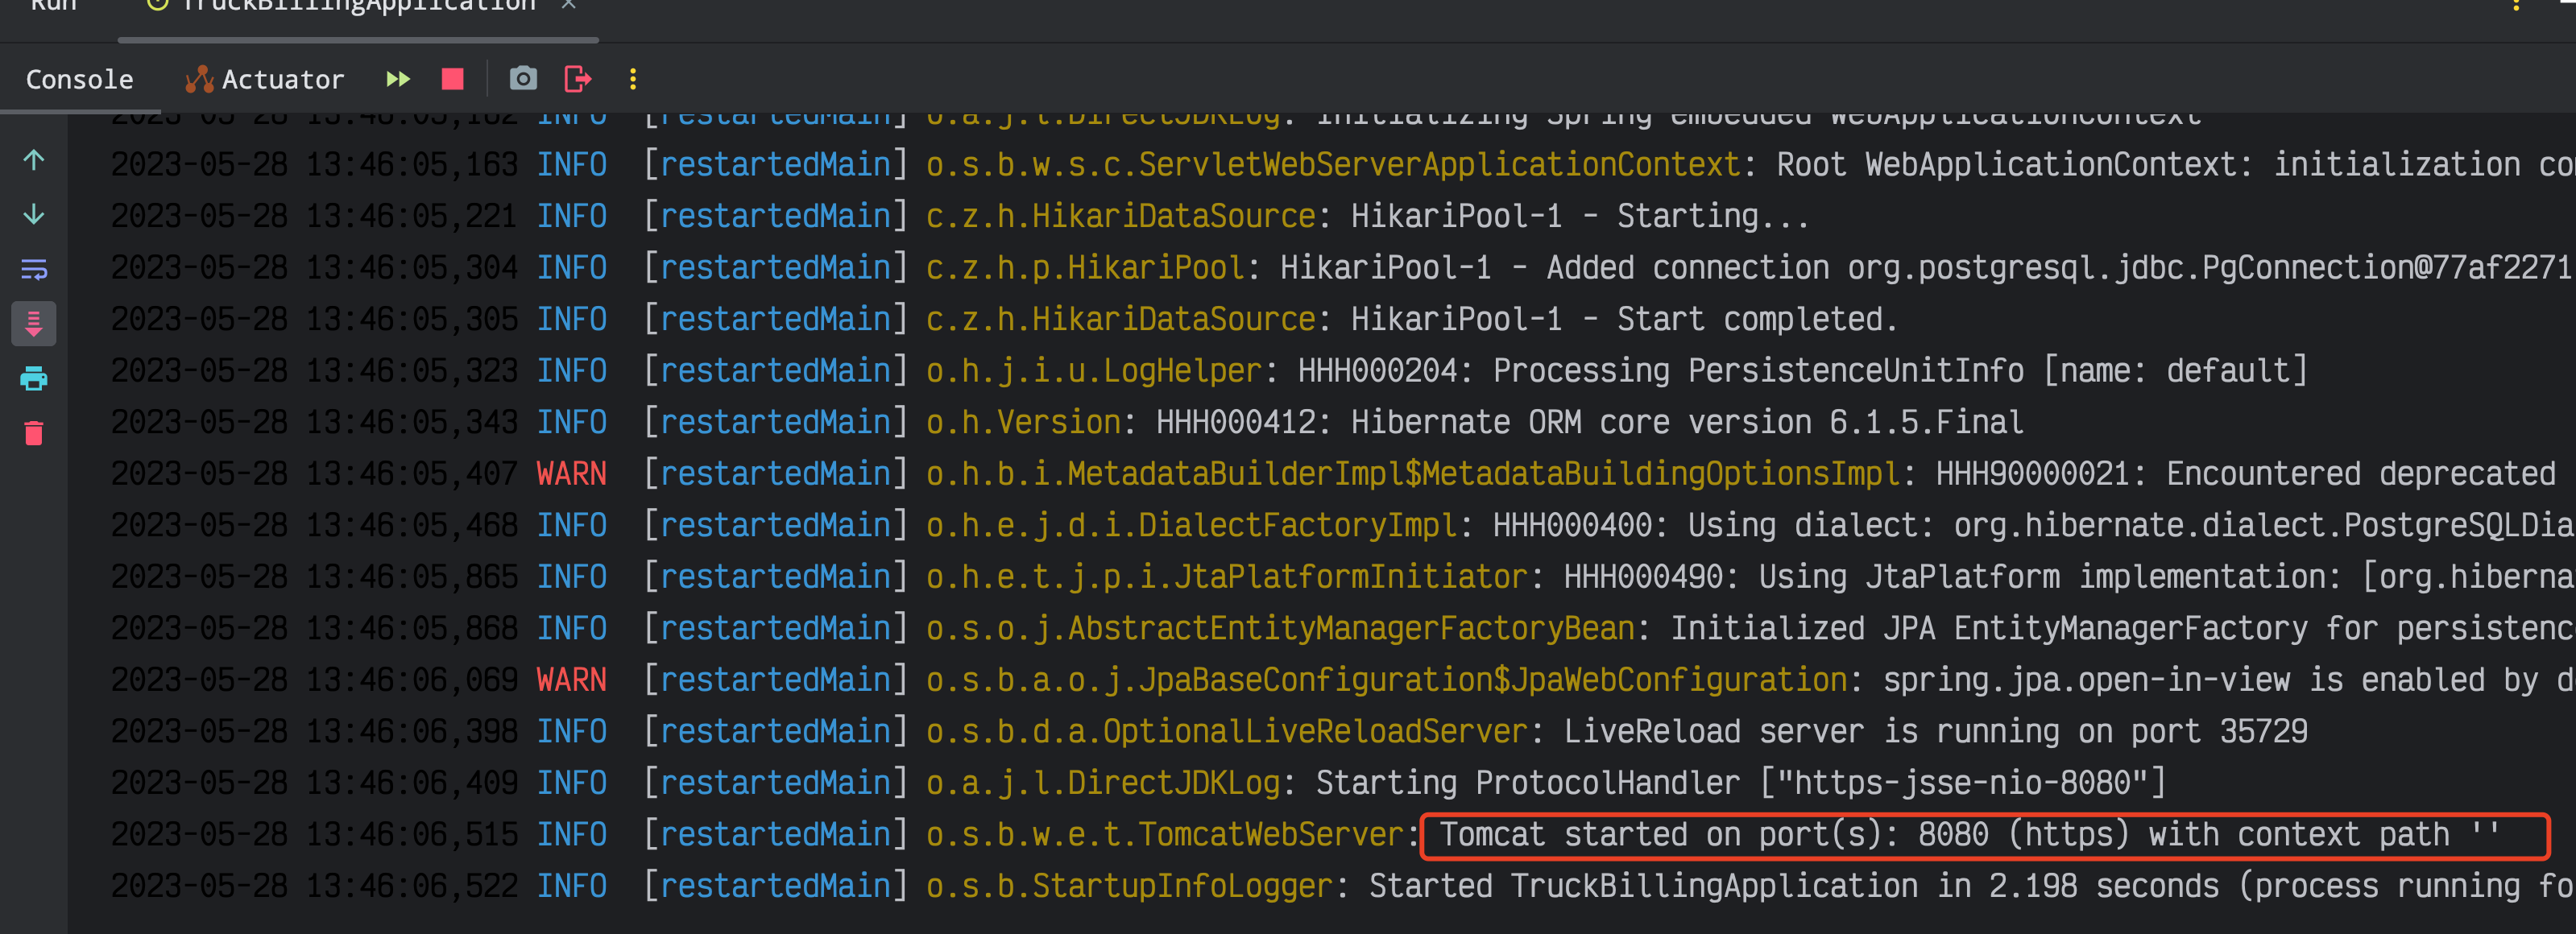 Run TruckBillingApplication
Console Actuator
2023-05-28 13:46:05,162 INFO [restartedMain] o.a.j.l.DirectJDKLog: Initializing Spring embedded WebApplicationContext
2023-05-28 13:46:05,163 INFO [restartedMain] o.s.b.w.s.c.ServletWebServerApplicationContext: Root WebApplicationContext: initialization co
2023-05-28 13:46:05,221 INFO [restartedMain] c.z.h.HikariDataSource: HikariPool-1 - Starting...
2023-05-28 13:46:05,304 INFO [restartedMain] c.z.h.p.HikariPool: HikariPool-1 - Added connection org.postgresql.jdbc.PgConnection@77af2271
2023-05-28 13:46:05,305 INFO [restartedMain] c.z.h.HikariDataSource: HikariPool-1 - Start completed.
2023-05-28 13:46:05,323 INFO [restartedMain] o.h.j.i.u.LogHelper: HHH000204: Processing PersistenceUnitInfo [name: default]
2023-05-28 13:46:05,343 INFO [restartedMain] o.h.Version: HHH000412: Hibernate ORM core version 6.1.5.Final
2023-05-28 13:46:05,407 WARN [restartedMain] o.h.b.i.MetadataBuilderImpl$MetadataBuildingOptionsImpl: HHH90000021: Encountered deprecated
2023-05-28 13:46:05,468 INFO [restartedMain] o.h.e.j.d.i.DialectFactoryImpl: HHH000400: Using dialect: org.hibernate.dialect.PostgreSQLDia
2023-05-28 13:46:05,865 INFO [restartedMain] o.h.e.t.j.p.i.JtaPlatformInitiator: HHH000490: Using JtaPlatform implementation: [org.hiberna
2023-05-28 13:46:05,868 INFO [restartedMain] o.s.o.j.AbstractEntityManagerFactoryBean: Initialized JPA EntityManagerFactory for persistenc
2023-05-28 13:46:06,069 WARN [restartedMain] o.s.b.a.o.j.JpaBaseConfiguration$JpaWebConfiguration: spring.jpa.open-in-view is enabled by d
2023-05-28 13:46:06,398 INFO [restartedMain] o.s.b.d.a.OptionalLiveReloadServer: LiveReload server is running on port 35729
2023-05-28 13:46:06,409 INFO [restartedMain] o.a.j.l.DirectJDKLog: Starting ProtocolHandler ["https-jsse-nio-8080"]
2023-05-28 13:46:06,515 INFO [restartedMain] o.s.b.w.e.t.TomcatWebServer: Tomcat started on port(s): 8080 (https) with context path ''
2023-05-28 13:46:06,522 INFO [restartedMain] o.s.b.StartupInfoLogger: Started TruckBillingApplication in 2.198 seconds (process running fo